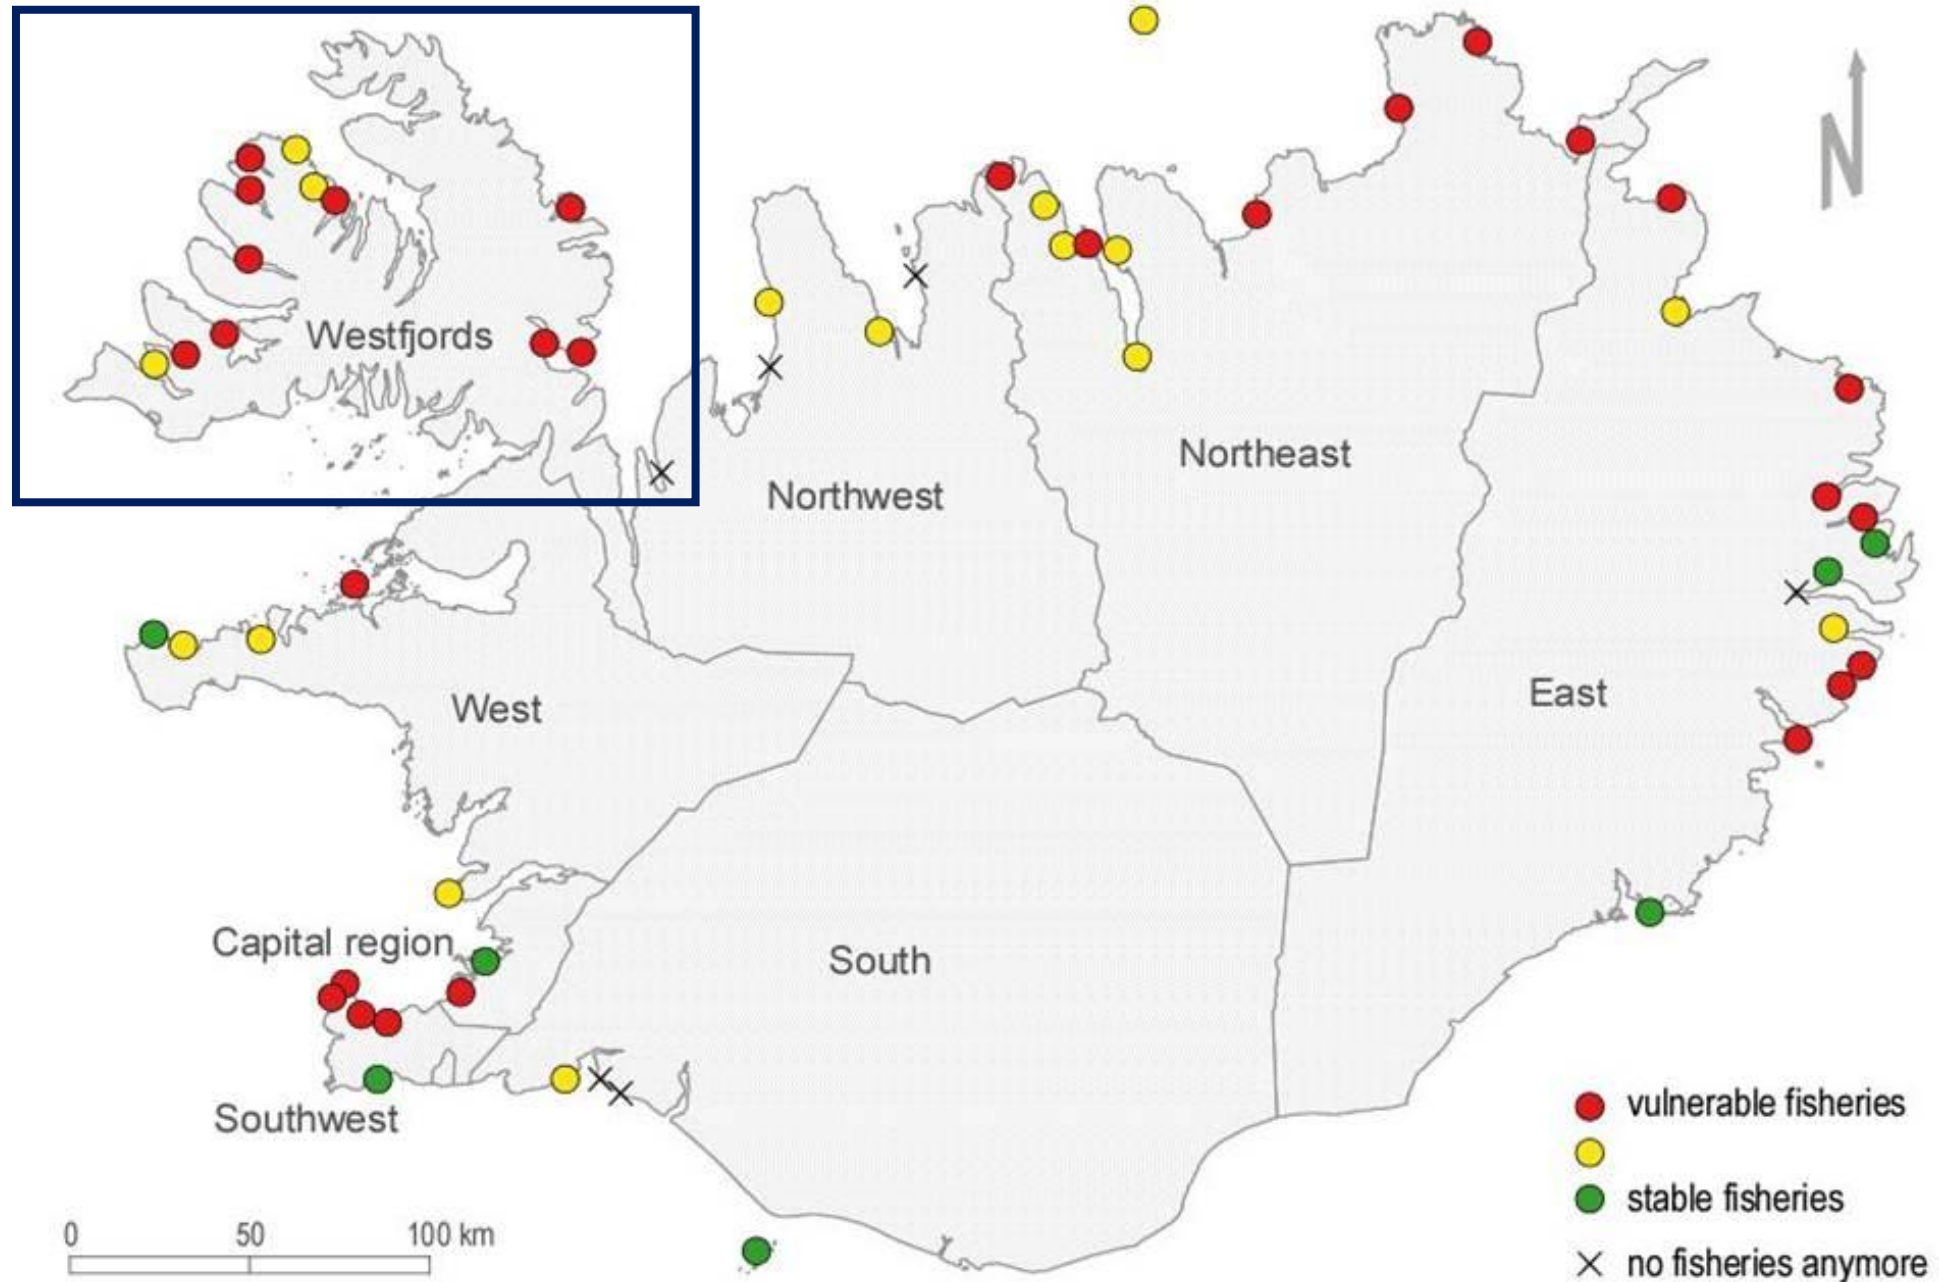 N
Westfjords
Northwest
Northeast
West
East
Capital region
South
Southwest
vulnerable fisheries
stable fisheries
no fisheries anymore
0 50 100 km